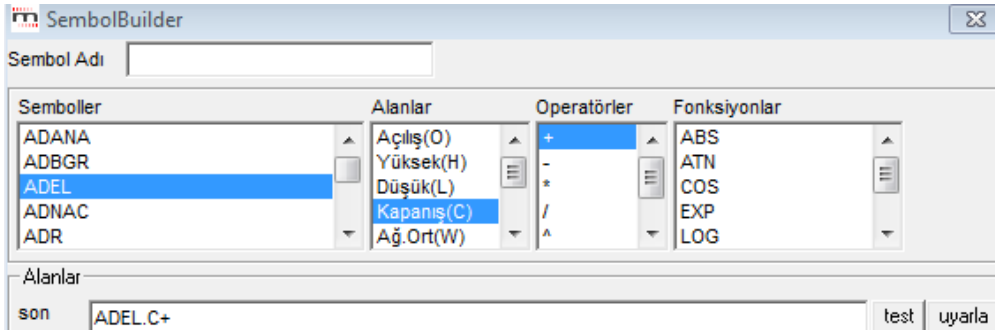 m SembolBuilder
Sembol Adı
Semboller Alanlar Operatörler Fonksiyonlar
ADANA Açılış(O) + ABS
ADBGR Yüksek(H) - ATN
ADEL Düşük(L) * COS
ADNAC Kapanış(C) / EXP
ADR Ağ.Ort(W) ^ LOG
Alanlar
son ADEL.C+ test uyarla